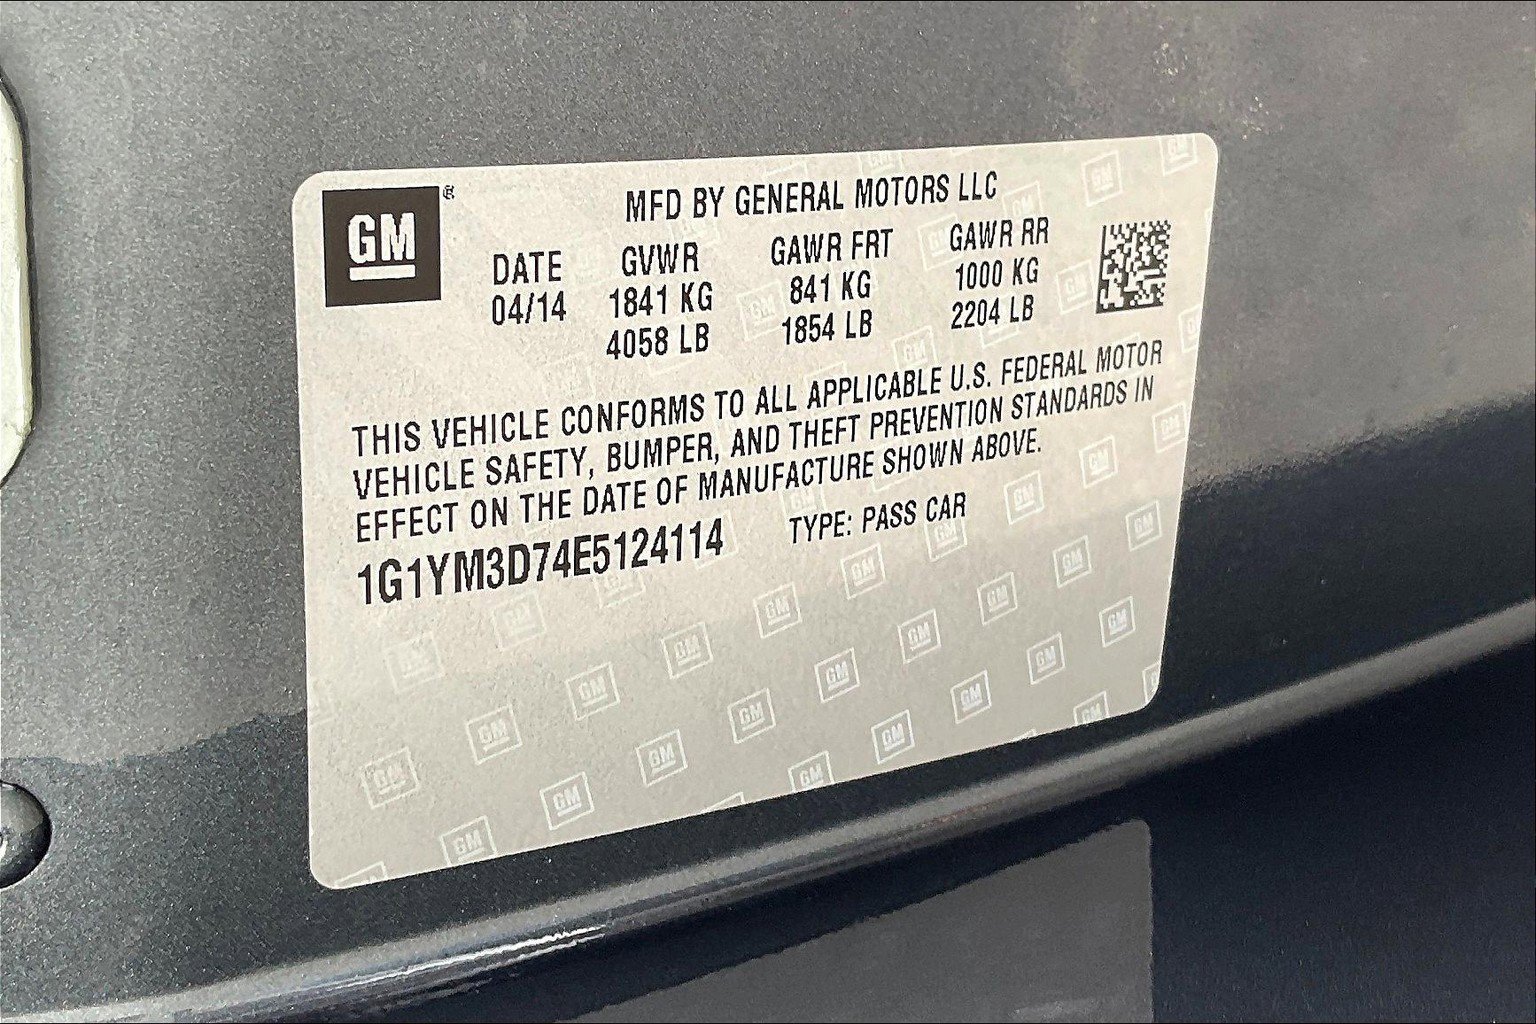 GM
MFD BY GENERAL MOTORS LLC
DATE GVWR GAWR FRT GAWR RR
04/14 1841 KG 841 KG 1000 KG
4058 LB 1854 LB 2204 LB
THIS VEHICLE CONFORMS TO ALL APPLICABLE U.S. FEDERAL MOTOR
VEHICLE SAFETY, BUMPER, AND THEFT PREVENTION STANDARDS IN
EFFECT ON THE DATE OF MANUFACTURE SHOWN ABOVE.
1G1YM3D74E5124114 TYPE: PASS CAR